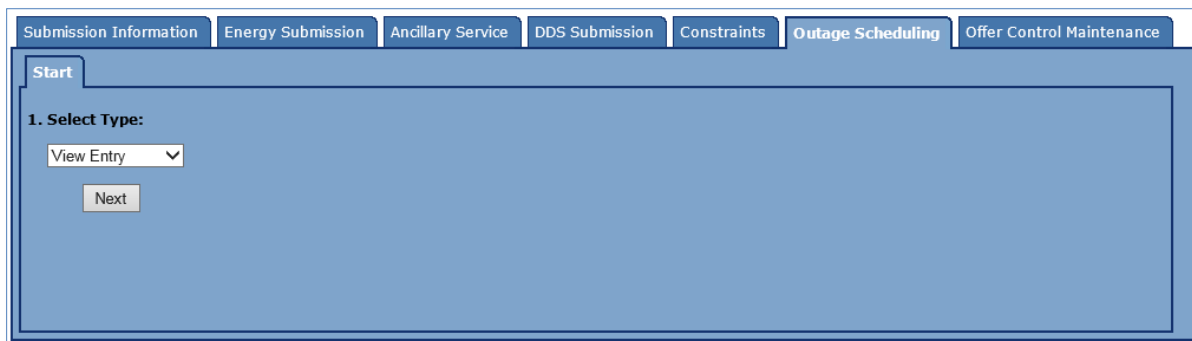 Submission Information Energy Submission Ancillary Service DDS Submission Constraints Outage Scheduling Offer Control Maintenance
Start
1. Select Type:
View Entry
Next